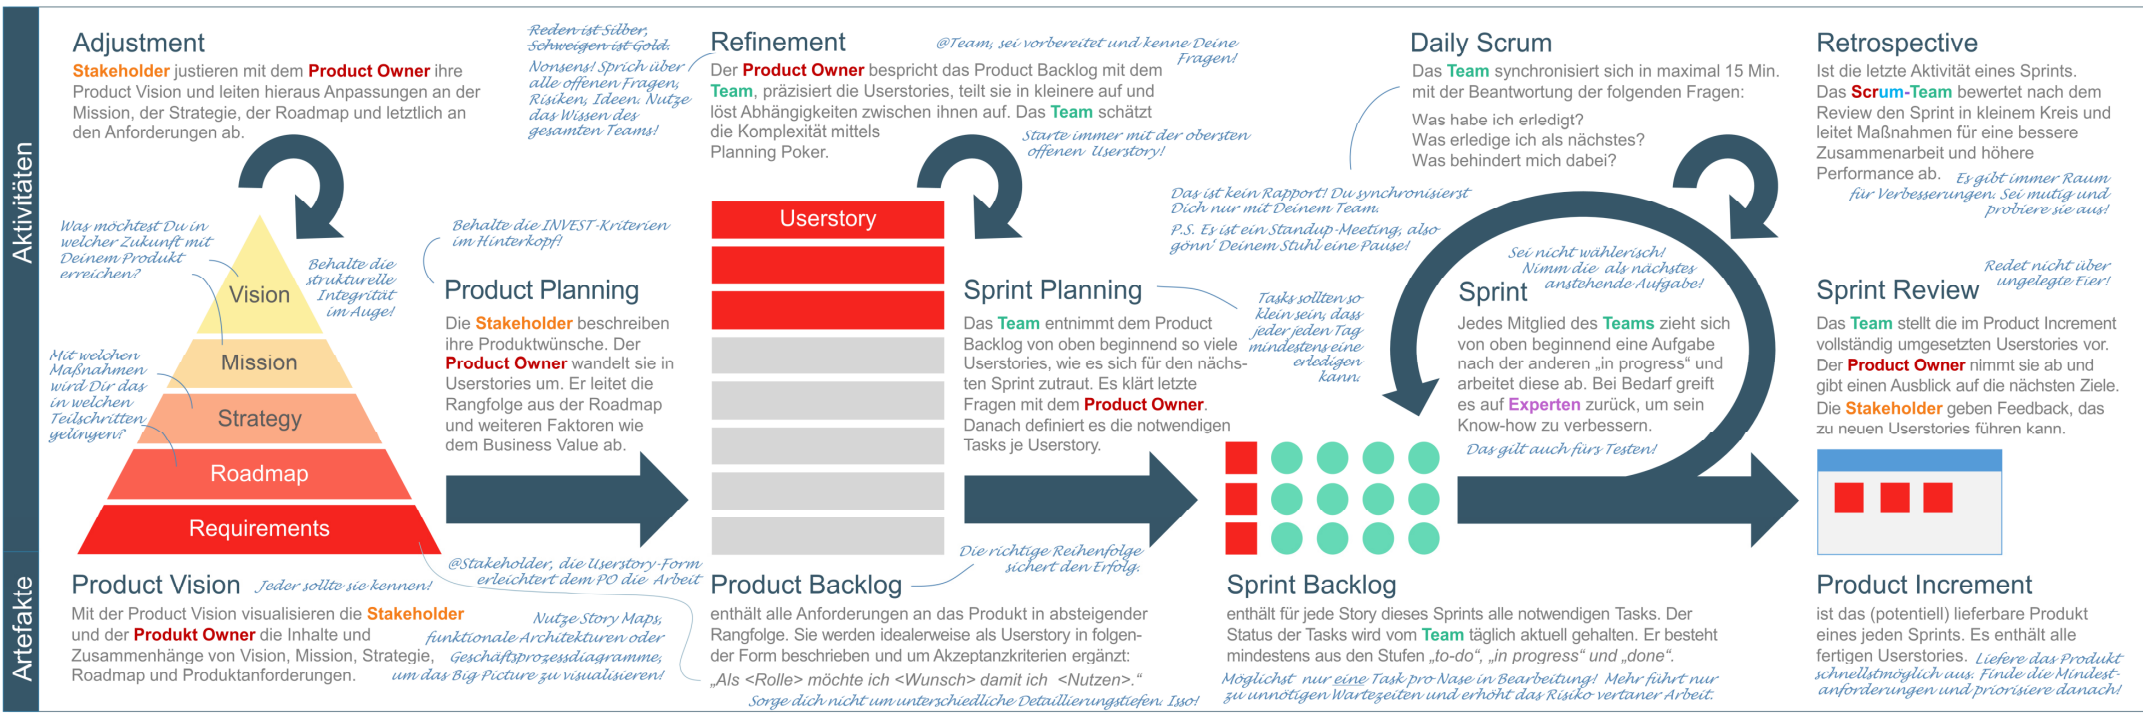 Aktivitäten
Adjustment
Stakeholder justieren mit dem Product Owner ihre
Product Vision und leiten hieraus Anpassungen an der
Mission, der Strategie, der Roadmap und letztlich an
den Anforderungen ab.
Was möchtest Du in
welcher Zukunft mit
Deinem Produkt
erreichen?
Behalte die
strukturelle
Integrität
im Auge!
Mit welchen
Maßnahmen
wird Dir das
in welchen
Teilschritten
gelingen?
Vision
Mission
Strategy
Roadmap
Requirements
Reden ist Silber,
Schweigen ist Gold.
Nonsens! Sprich über
alle offenen Fragen,
Risiken, Ideen. Nutze
das Wissen des
gesamten Teams!
Behalte die INVEST-Kriterien
im Hinterkopf!
Product Planning
Die Stakeholder beschreiben
ihre Produktwünsche. Der
Product Owner wandelt sie in
Userstories um. Er leitet die
Rangfolge aus der Roadmap
und weiteren Faktoren wie
dem Business Value ab.
Refinement
@Team, sei vorbereitet und kenne Deine
Fragen!
Der Product Owner bespricht das Product Backlog mit dem
Team, präzisiert die Userstories, teilt sie in kleinere auf und
löst Abhängigkeiten zwischen ihnen auf. Das Team schätzt
die Komplexität mittels
Planning Poker.
Starte immer mit der obersten
offenen Userstory!
Userstory
Sprint Planning
Das Team entnimmt dem Product
Backlog von oben beginnend so viele
Userstories, wie es sich für den nächs-
ten Sprint zutraut. Es klärt letzte
Fragen mit dem Product Owner.
Danach definiert es die notwendigen
Tasks je Userstory.
Tasks sollten so
klein sein, dass
jeder jeden Tag
mindestens eine
erledigen
kann.
Daily Scrum
Das Team synchronisiert sich in maximal 15 Min.
mit der Beantwortung der folgenden Fragen:
Was habe ich erledigt?
Was erledige ich als nächstes?
Was behindert mich dabei?
Das ist kein Rapport! Du synchronisierst
Dich nur mit Deinem Team.
P.S. Es ist ein Standup-Meeting, also
gönn' Deinem Stuhl eine Pause!
Sei nicht wählerisch!
Nimm die als nächstes
anstehende Aufgabe!
Sprint
Jedes Mitglied des Teams zieht sich
von oben beginnend eine Aufgabe
nach der anderen „in progress“ und
arbeitet diese ab. Bei Bedarf greift
es auf Experten zurück, um sein
Know-how zu verbessern.
Das gilt auch fürs Testen!
Retrospective
Ist die letzte Aktivität eines Sprints.
Das Scrum-Team bewertet nach dem
Review den Sprint in kleinem Kreis und
leitet Maßnahmen für eine bessere
Zusammenarbeit und höhere
Performance ab.
Es gibt immer Raum
für Verbesserungen. Sei mutig und
probiere sie aus!
Redet nicht über
ungelegte Eier!
Sprint Review
Das Team stellt die im Product Increment
vollständig umgesetzten Userstories vor.
Der Product Owner nimmt sie ab und
gibt einen Ausblick auf die nächsten Ziele.
Die Stakeholder geben Feedback, das
zu neuen Userstories führen kann.
Artefakte
Product Vision
Jeder sollte sie kennen!
Mit der Product Vision visualisieren die Stakeholder
und der Produkt Owner die Inhalte und
Zusammenhänge von Vision, Mission, Strategie,
Roadmap und Produktanforderungen.
Nutze Story Maps,
funktionale Architekturen oder
Geschäftsprozessdiagramme,
um das Big Picture zu visualisieren!
@Stakeholder, die Userstory-Form
erleichtert dem PO die Arbeit
Product Backlog
Die richtige Reihenfolge
sichert den Erfolg.
enthält alle Anforderungen an das Produkt in absteigender
Rangfolge. Sie werden idealerweise als Userstory in folgen-
der Form beschrieben und um Akzeptanzkriterien ergänzt:
„Als <Rolle> möchte ich <Wunsch> damit ich <Nutzen>.“
Sorge dich nicht um unterschiedliche Detaillierungstiefen. Isso!
Sprint Backlog
enthält für jede Story dieses Sprints alle notwendigen Tasks. Der
Status der Tasks wird vom Team täglich aktuell gehalten. Er besteht
mindestens aus den Stufen „to-do“, „in progress“ und „done“.
Möglichst nur eine Task pro Nase in Bearbeitung! Mehr führt nur
zu unnötigen Wartezeiten und erhöht das Risiko vertaner Arbeit.
Product Increment
ist das (potentiell) lieferbare Produkt
eines jeden Sprints. Es enthält alle
fertigen Userstories.
Liefere das Produkt
schnellstmöglich aus. Finde die Mindest-
anforderungen und priorisiere danach!